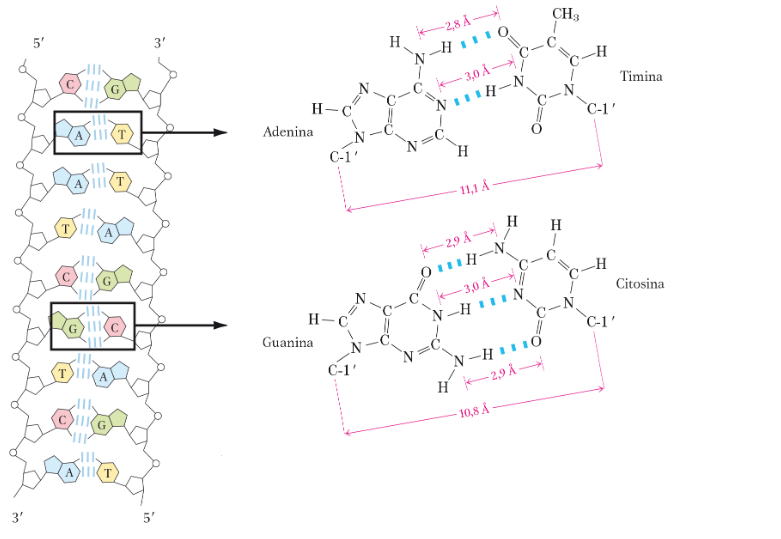 5′ 3′
C G
A T
A T
T A
C G
G C
T A
C G
A T
3′ 5′
CH₃
2,8 Å
O
H H
N
C C H
3,0 Å
C
N H N
C N
Timina
H C C C
N C-1′
Adenina
N C
O
N C
C-1′ H
11,1 Å
H
2,9 Å
H
H N
O
C C H
3,0 Å
C
Citosina
N C
N H N
C N
H C C C-1′
O
Guanina
N C
N C
N H
C-1′
H
2,9 Å
10,8 Å